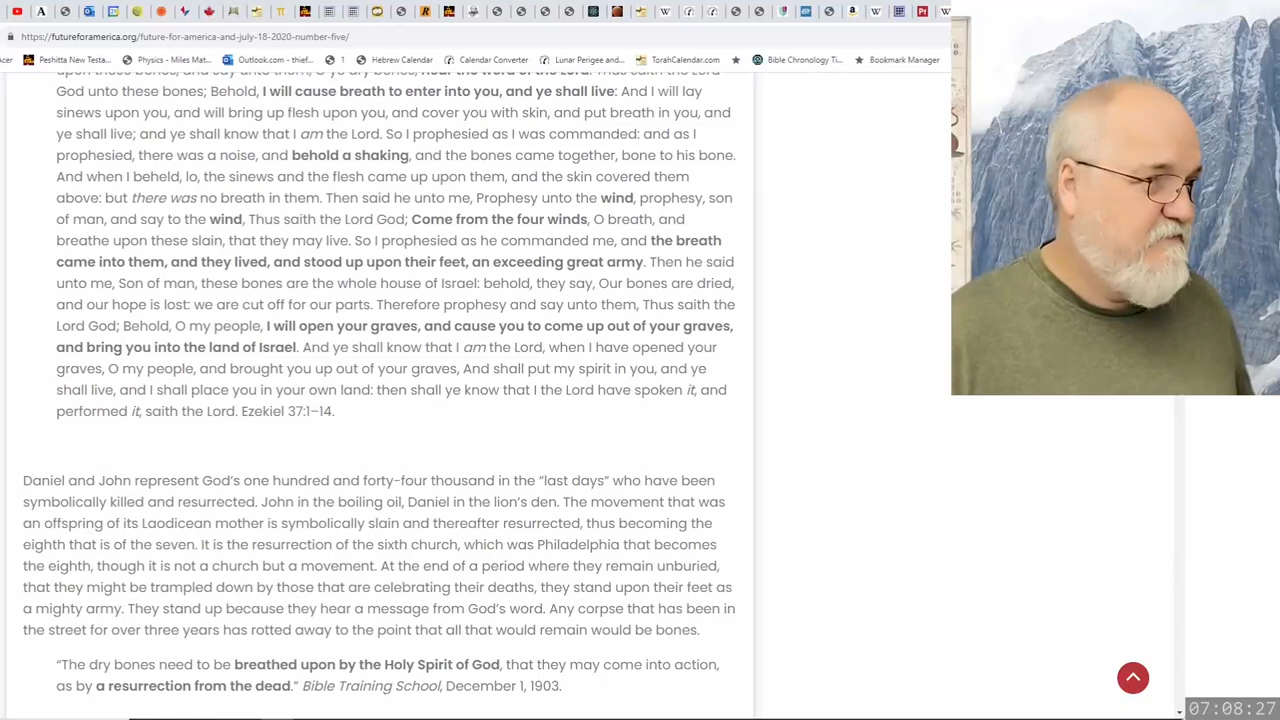 https://futureforamerica.org/future-for-america-and-july-18-2020-number-five/
Acer Peshitta New Testa... Physics - Miles Mat... Outlook.com - thief... 1 Hebrew Calendar Calendar Converter Lunar Perigee and... TorahCalendar.com Bible Chronology Ti... Bookmark Manager
upon these bones, and say unto them, O ye dry bones, hear the word of the Lord. Thus saith the Lord
God unto these bones; Behold, I will cause breath to enter into you, and ye shall live: And I will lay
sinews upon you, and will bring up flesh upon you, and cover you with skin, and put breath in you, and
ye shall live; and ye shall know that I am the Lord. So I prophesied as I was commanded: and as I
prophesied, there was a noise, and behold a shaking, and the bones came together, bone to his bone.
And when I beheld, lo, the sinews and the flesh came up upon them, and the skin covered them
above: but there was no breath in them. Then said he unto me, Prophesy unto the wind, prophesy, son
of man, and say to the wind, Thus saith the Lord God; Come from the four winds, O breath, and
breathe upon these slain, that they may live. So I prophesied as he commanded me, and the breath
came into them, and they lived, and stood up upon their feet, an exceeding great army. Then he said
unto me, Son of man, these bones are the whole house of Israel: behold, they say, Our bones are dried,
and our hope is lost: we are cut off for our parts. Therefore prophesy and say unto them, Thus saith the
Lord God; Behold, O my people, I will open your graves, and cause you to come up out of your graves,
and bring you into the land of Israel. And ye shall know that I am the Lord, when I have opened your
graves, O my people, and brought you up out of your graves, And shall put my spirit in you, and ye
shall live, and I shall place you in your own land: then shall ye know that I the Lord have spoken it, and
performed it, saith the Lord. Ezekiel 37:1–14.
Daniel and John represent God’s one hundred and forty-four thousand in the “last days” who have been
symbolically killed and resurrected. John in the boiling oil, Daniel in the lion’s den. The movement that was
an offspring of its Laodicean mother is symbolically slain and thereafter resurrected, thus becoming the
eighth that is of the seven. It is the resurrection of the sixth church, which was Philadelphia that becomes
the eighth, though it is not a church but a movement. At the end of a period where they remain unburied,
that they might be trampled down by those that are celebrating their deaths, they stand upon their feet as
a mighty army. They stand up because they hear a message from God’s word. Any corpse that has been in
the street for over three years has rotted away to the point that all that would remain would be bones.
“The dry bones need to be breathed upon by the Holy Spirit of God, that they may come into action,
as by a resurrection from the dead.” Bible Training School, December 1, 1903.
07:08:27